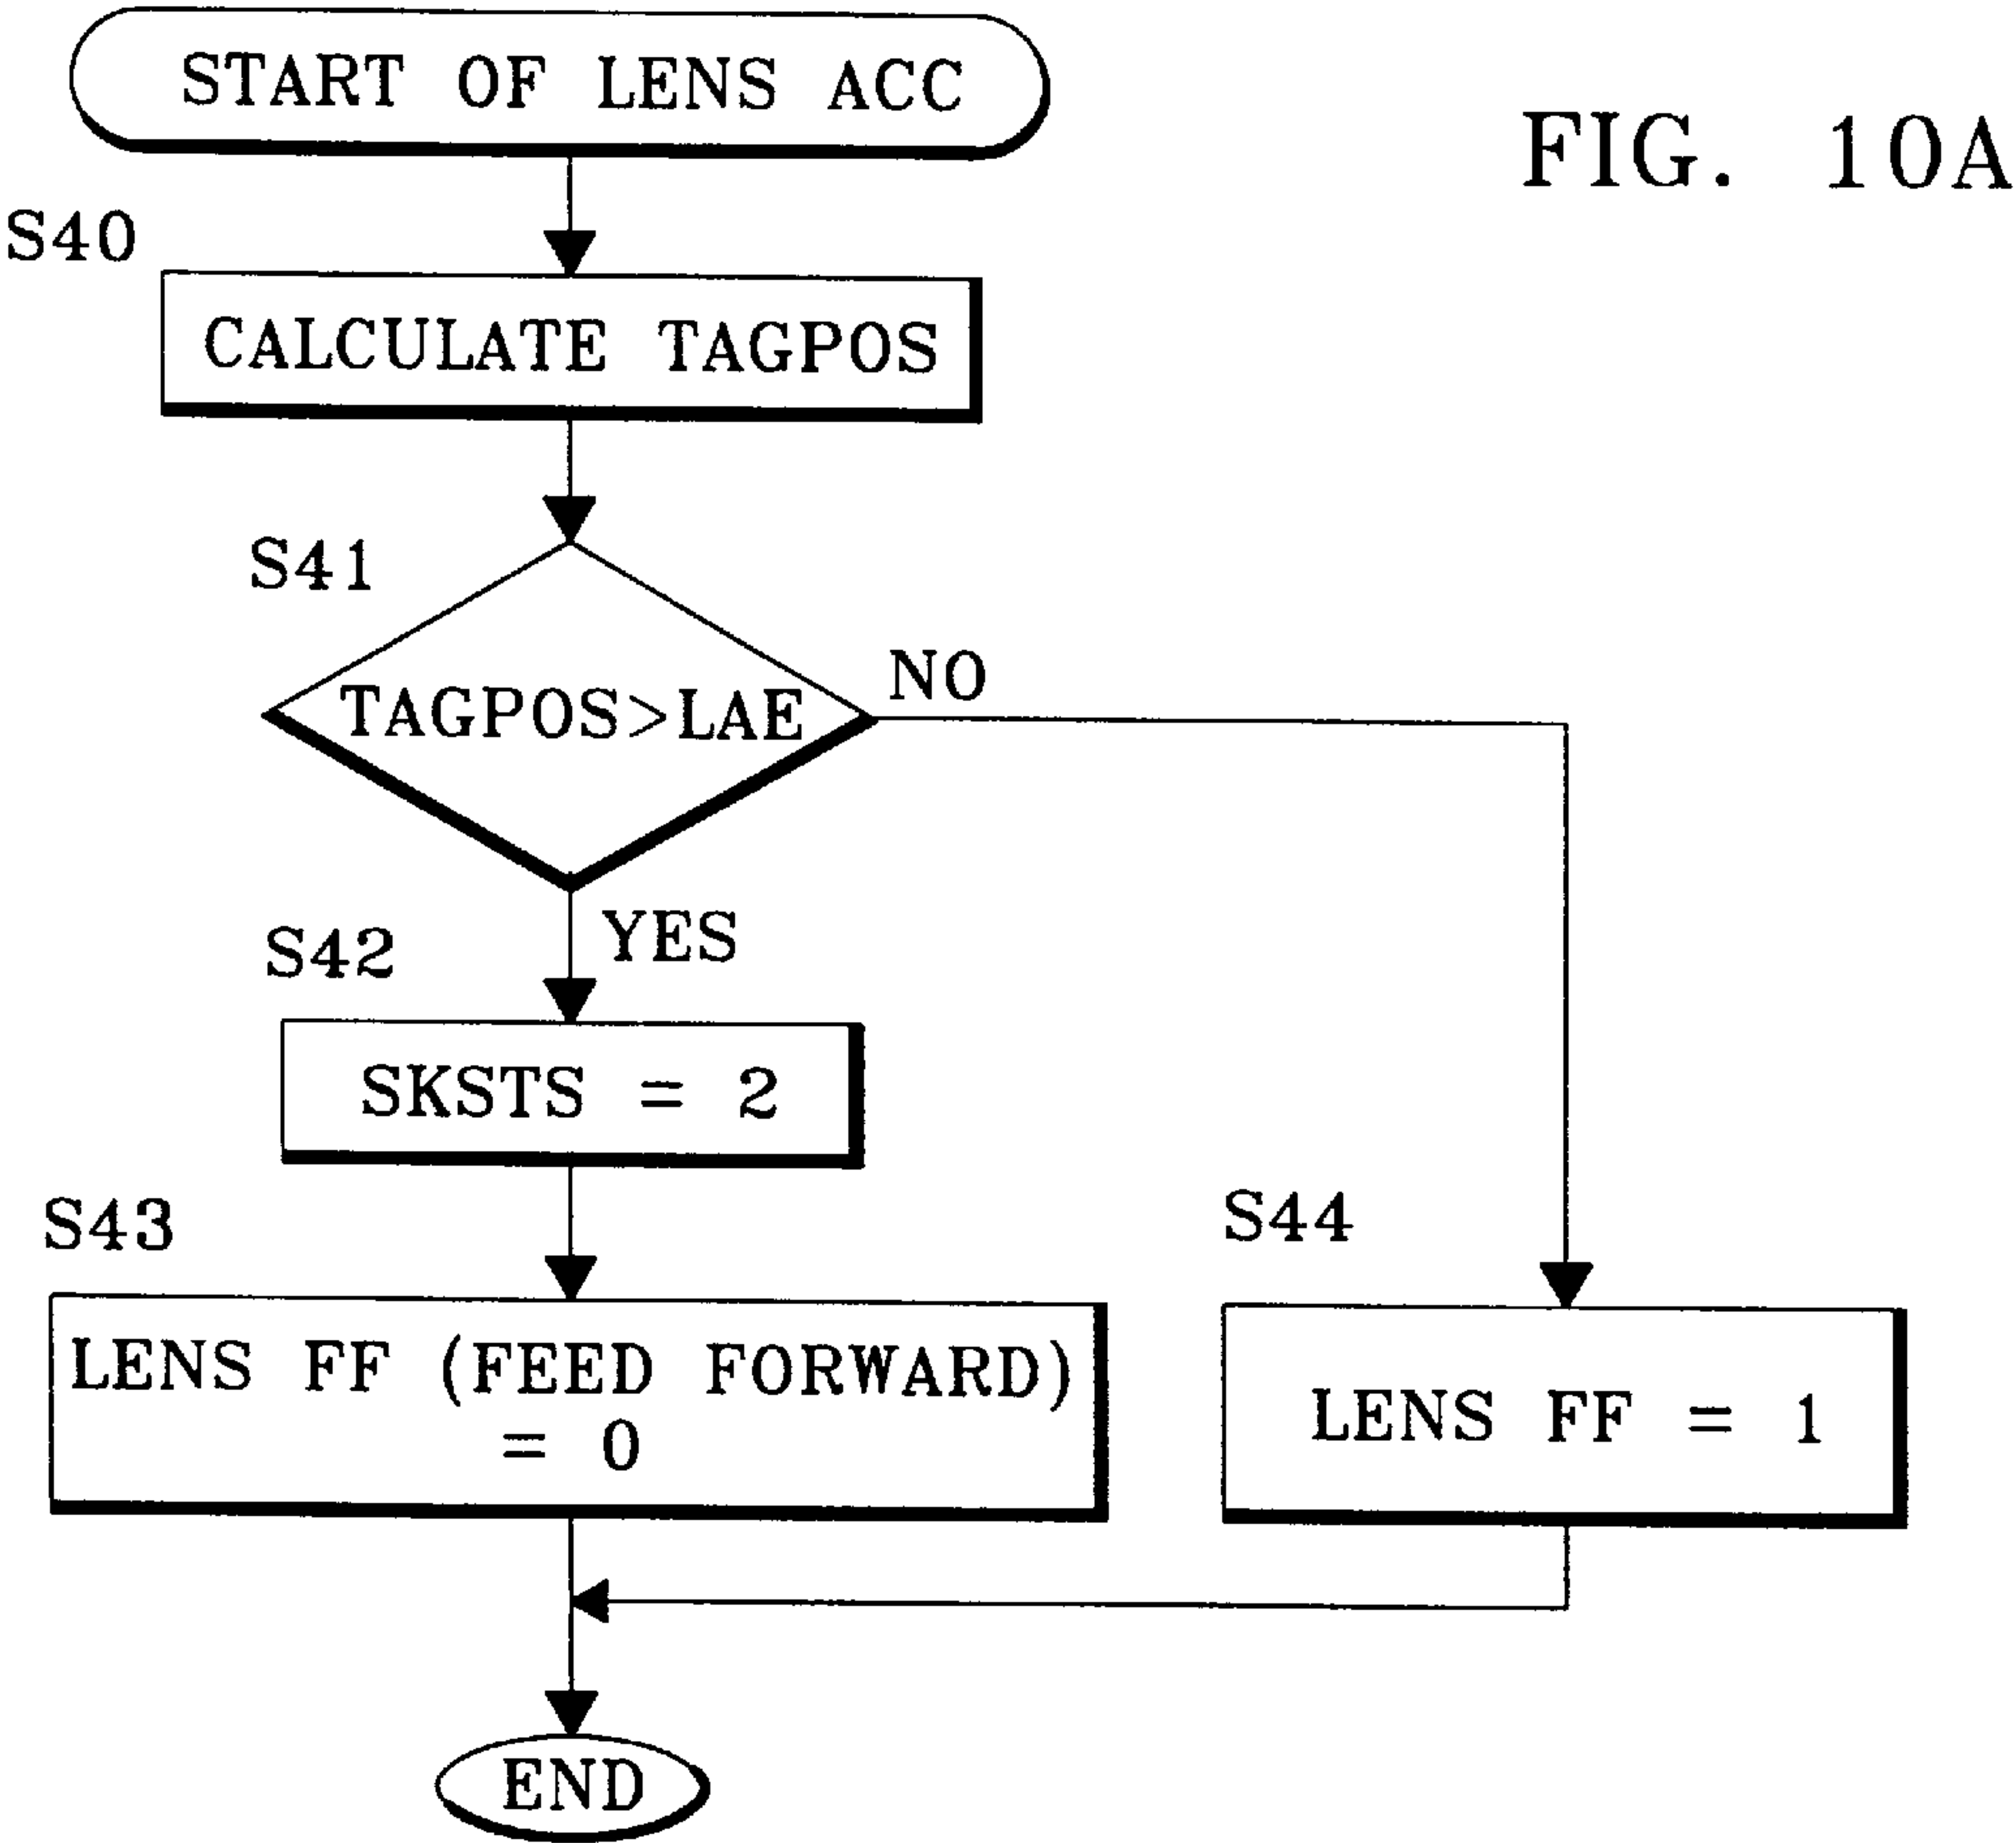 START OF LENS ACC
FIG. 10A
S40
CALCULATE TAGPOS
S41
TAGPOS>LAE
NO
YES
S42
SKSTS = 2
S43
LENS FF (FEED FORWARD)
= 0
S44
LENS FF = 1
END